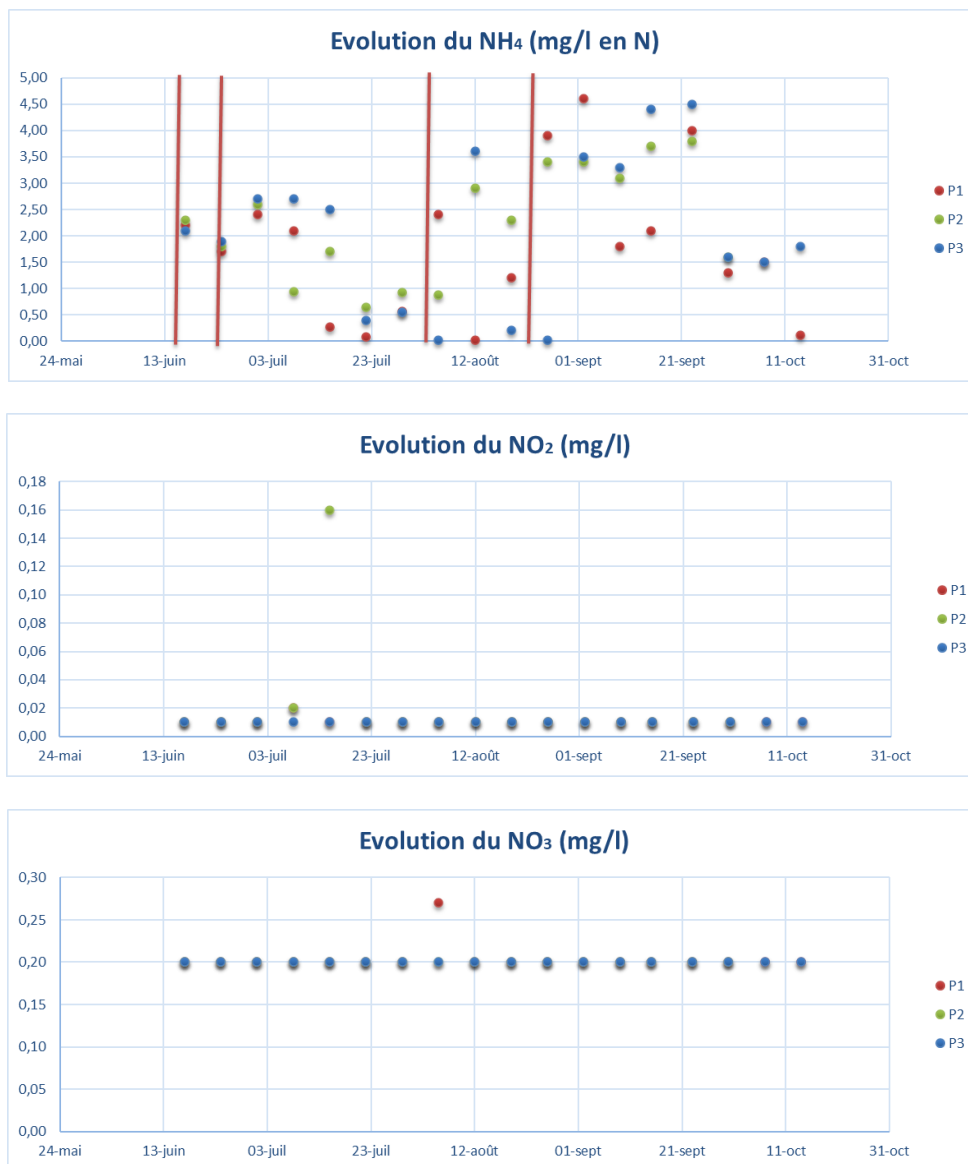 Evolution du NH₄ (mg/l en N)
5,00
4,50
4,00
3,50
3,00
2,50
2,00
1,50
1,00
0,50
0,00
24-mai 13-juin 03-juil 23-juil 12-août 01-sept 21-sept 11-oct 31-oct
P1
P2
P3
Evolution du NO₂ (mg/l)
0,18
0,16
0,14
0,12
0,10
0,08
0,06
0,04
0,02
0,00
24-mai 13-juin 03-juil 23-juil 12-août 01-sept 21-sept 11-oct 31-oct
P1
P2
P3
Evolution du NO₃ (mg/l)
0,30
0,25
0,20
0,15
0,10
0,05
0,00
24-mai 13-juin 03-juil 23-juil 12-août 01-sept 21-sept 11-oct 31-oct
P1
P2
P3